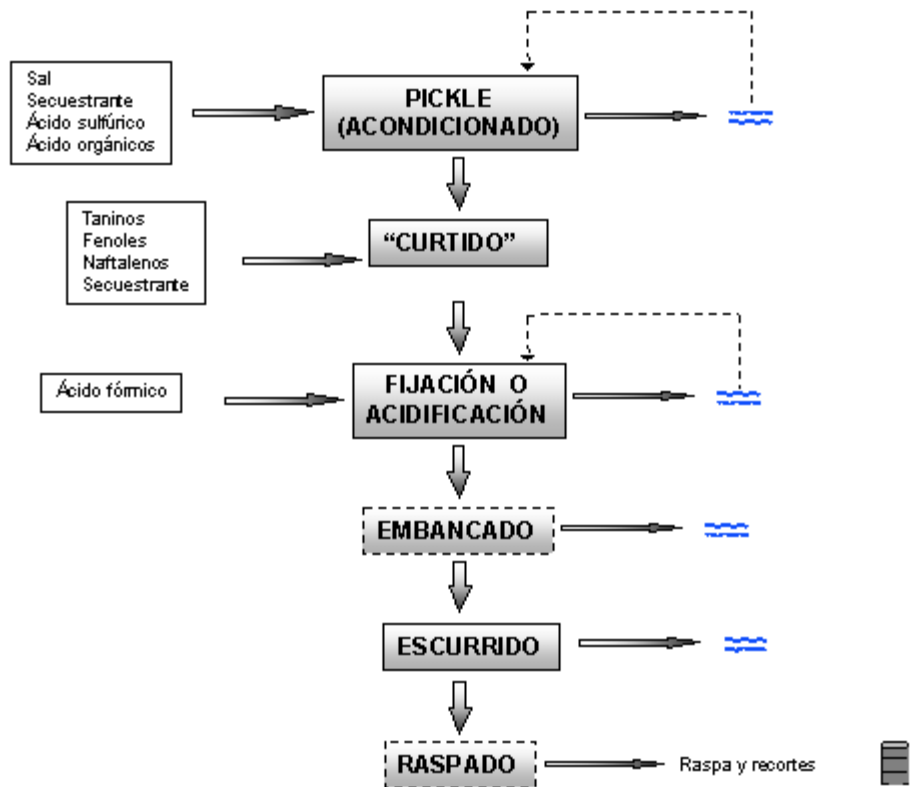 Sal
Secuestrante
Ácido sulfúrico
Ácido orgánicos
PICKLE
(ACONDICIONADO)
Taninos
Fenoles
Naftalenos
Secuestrante
“CURTIDO”
Ácido fórmico
FIJACIÓN O
ACIDIFICACIÓN
EMBANCADO
ESCURRIDO
RASPADO
Raspa y recortes